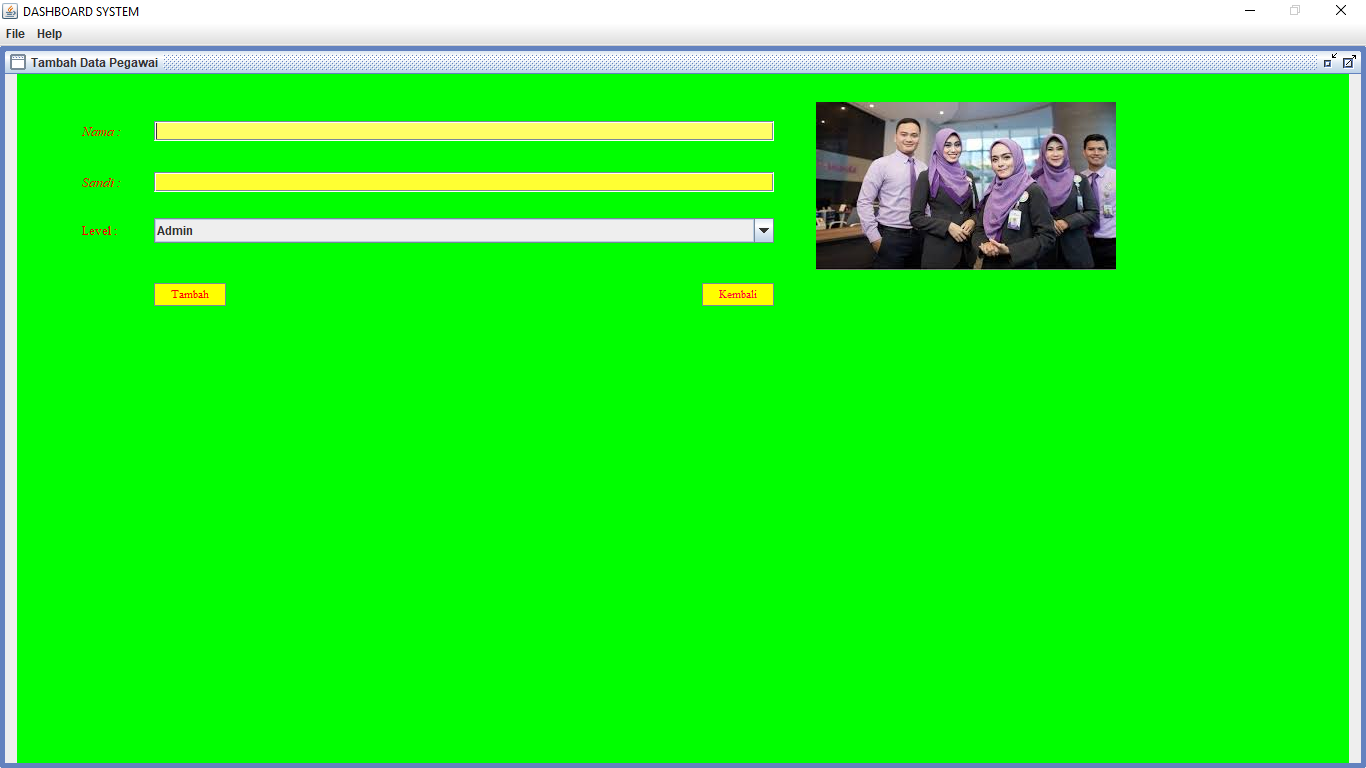 DASHBOARD SYSTEM
File Help
Tambah Data Pegawai
Nama :
Sandi :
Level : Admin
Tambah Kembali